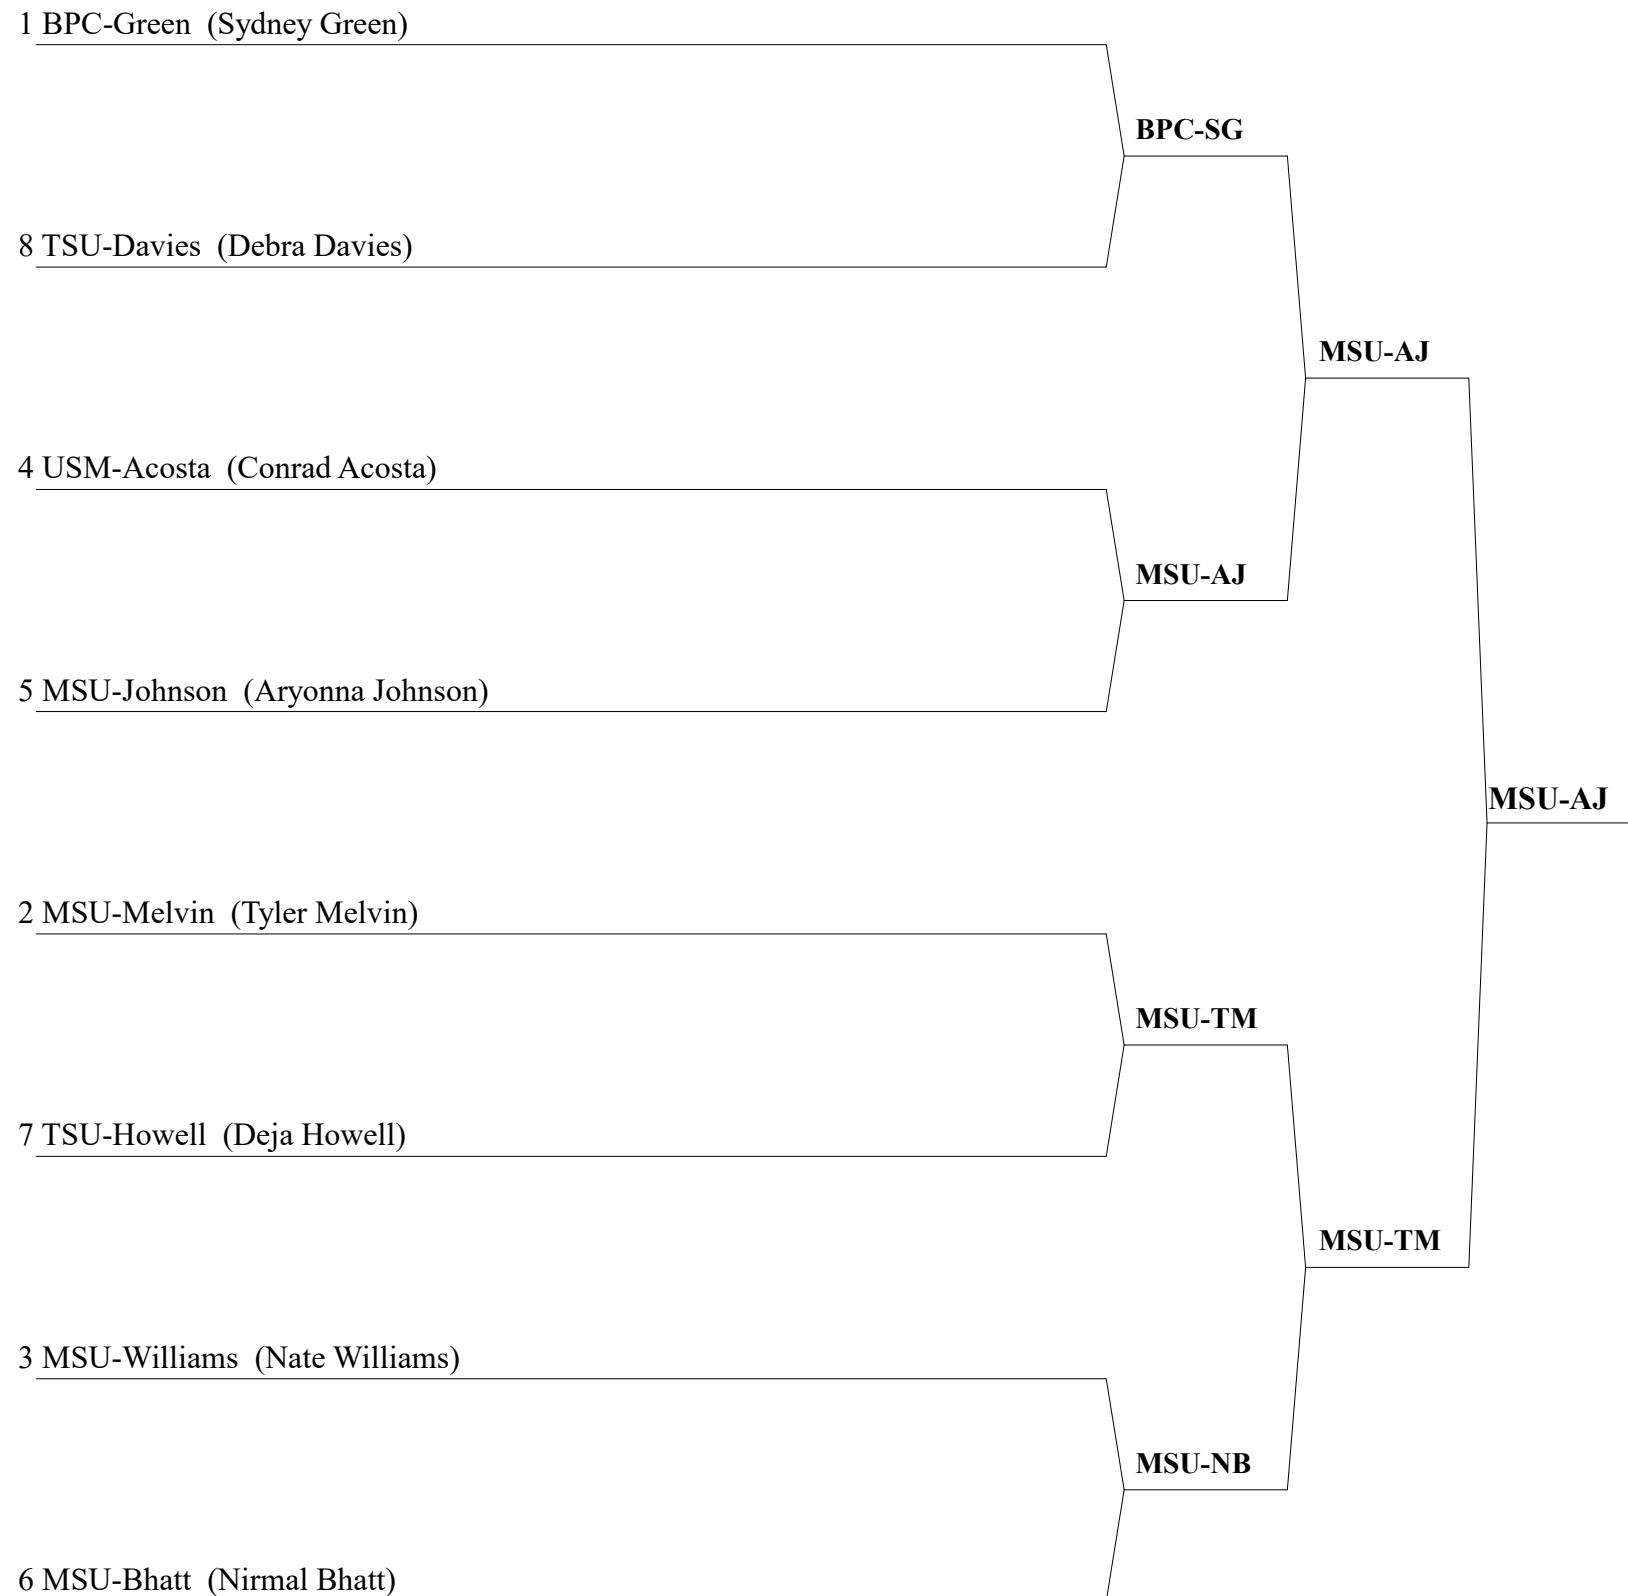 1 BPC-Green (Sydney Green)
BPC-SG
8 TSU-Davies (Debra Davies)
MSU-AJ
4 USM-Acosta (Conrad Acosta)
MSU-AJ
5 MSU-Johnson (Aryonna Johnson)
MSU-AJ
2 MSU-Melvin (Tyler Melvin)
MSU-TM
7 TSU-Howell (Deja Howell)
MSU-TM
3 MSU-Williams (Nate Williams)
MSU-NB
6 MSU-Bhatt (Nirmal Bhatt)